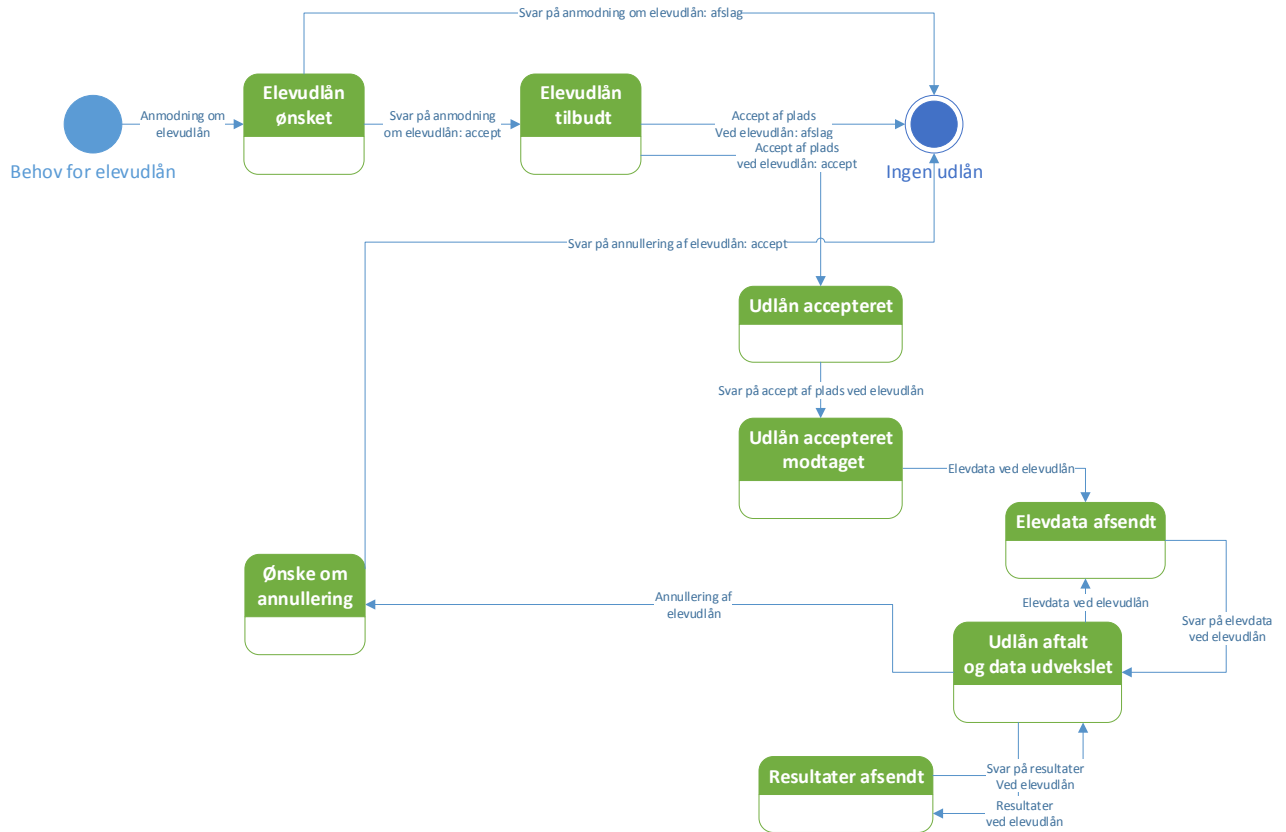 Svar på anmodning om elevudlån: afslag
Elevudlån
ønsket
Elevudlån
tilbudt
Anmodning om
elevudlån
Svar på anmodning
om elevudlån: accept
Accept af plads
Ved elevudlån: afslag
Accept af plads
ved elevudlån: accept
Behov for elevudlån
Ingen udlån
Svar på annullering af elevudlån: accept
Udlån accepteret
Svar på accept af plads ved elevudlån
Udlån accepteret
modtaget
Elevdata ved elevudlån
Elevdata afsendt
Ønske om
annullering
Annullering af
elevudlån
Elevdata ved elevudlån
Svar på elevdata
ved elevudlån
Udlån aftalt
og data udvekslet
Resultater afsendt
Svar på resultater
Ved elevudlån
Resultater
ved elevudlån